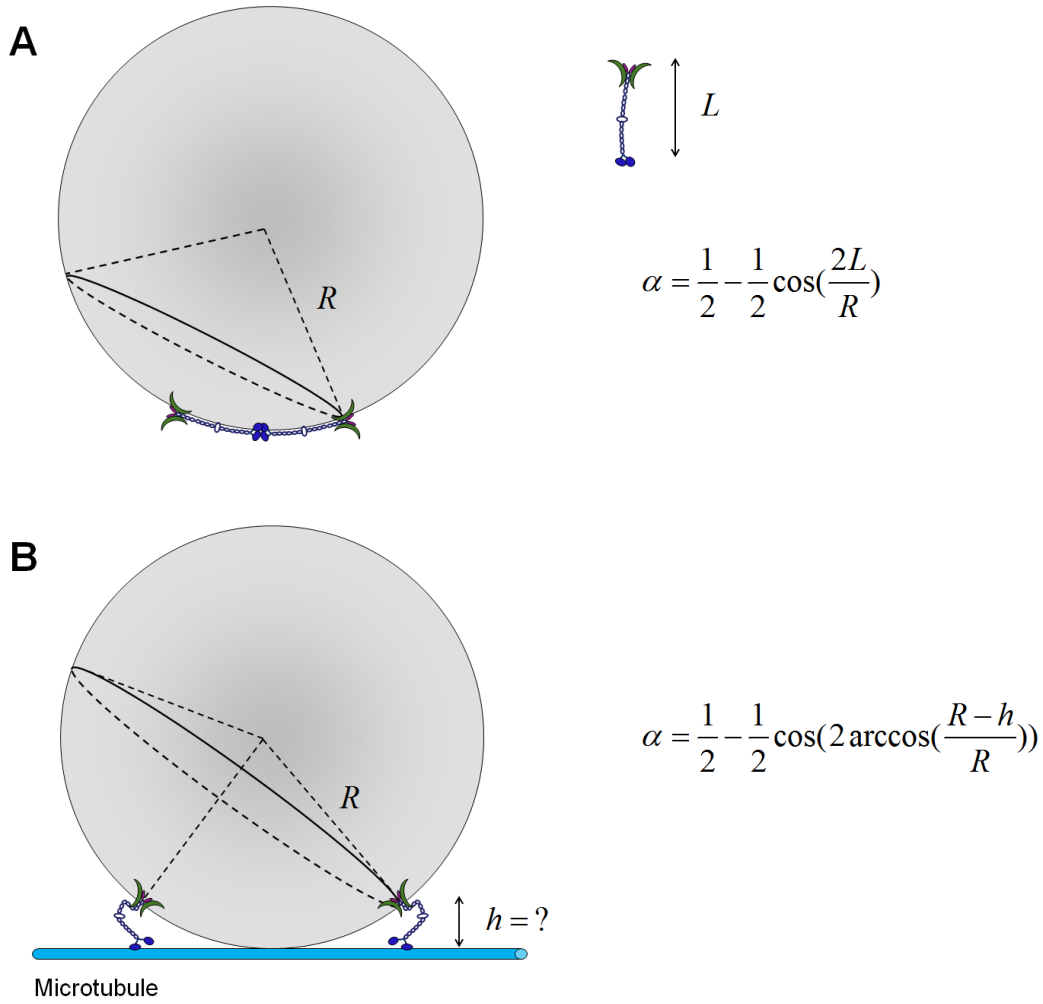 A
L
α = 1/2 − 1/2 cos(2L/R)
R
B
α = 1/2 − 1/2 cos(2 arccos((R − h)/R))
R
h = ?
Microtubule